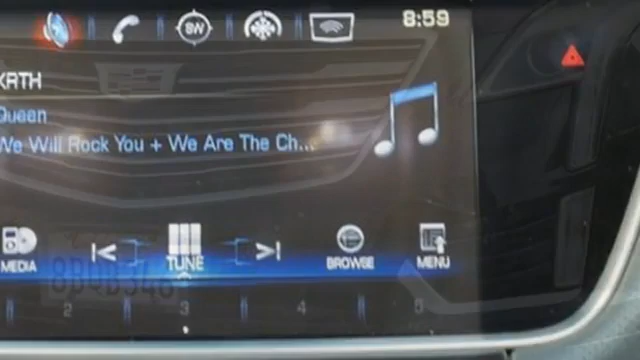 SW
8:59
KRTH
Queen
We Will Rock You + We Are The Ch...
MEDIA
TUNE
BROWSE
MENU
2
3
4
5